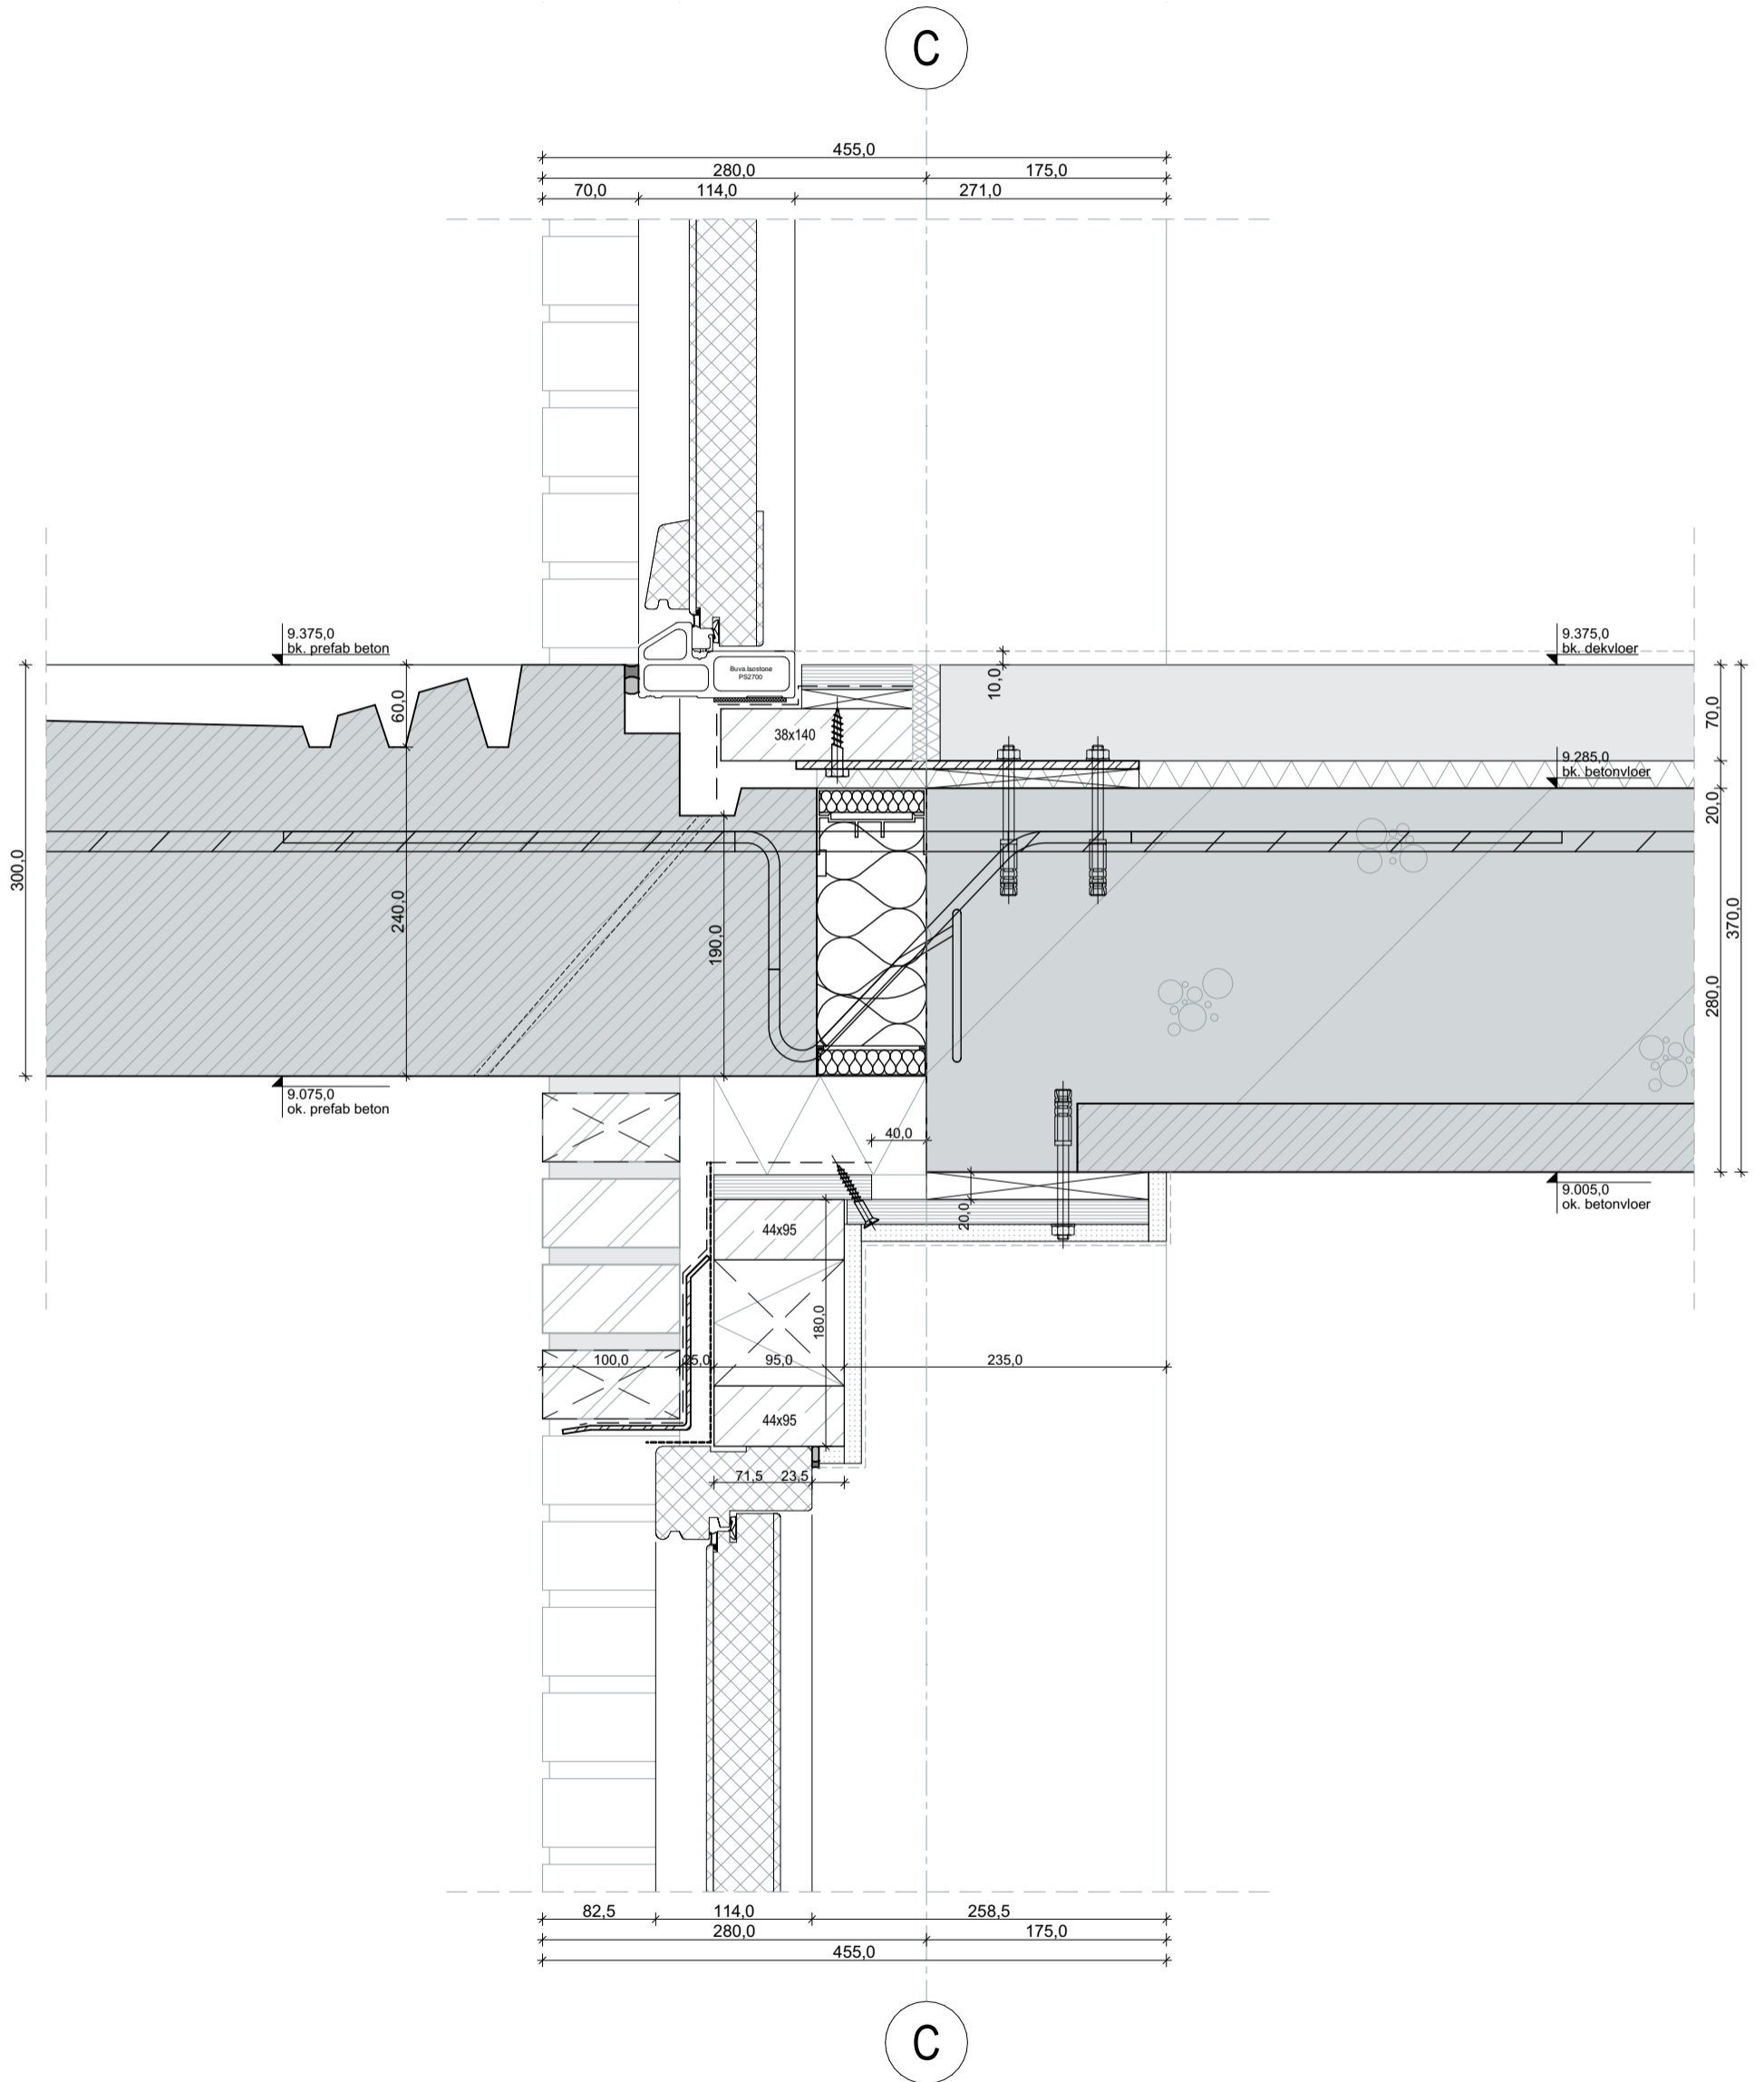 C
455,0
280,0
175,0
70,0
114,0
271,0
9.375,0
bk. prefab beton
9.375,0
bk. dekvloer
Buva.Isostone
PS2700
10,0
60,0
70,0
38x140
9.285,0
bk. betonvloer
20,0
300,0
240,0
190,0
370,0
280,0
9.075,0
ok. prefab beton
40,0
9.005,0
ok. betonvloer
20,0
44x95
180,0
100,0
25,0
95,0
235,0
44x95
71,5
23,5
82,5
114,0
258,5
280,0
175,0
455,0
C